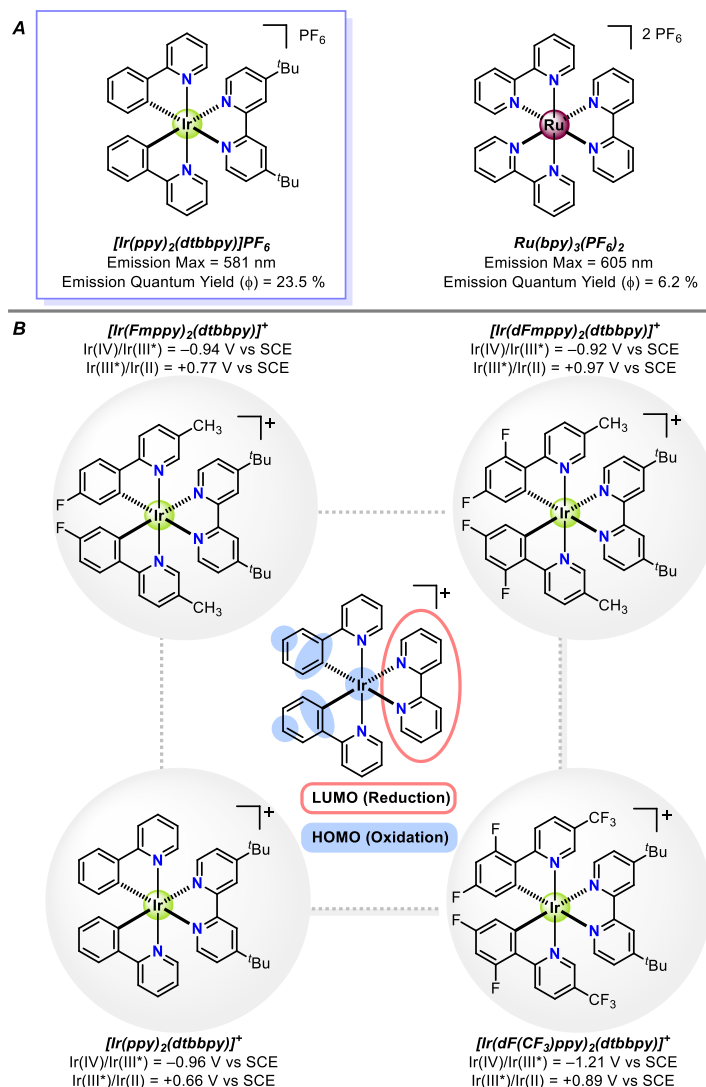 A
PF6
N
N
Ir
N
N
tBu
tBu
[Ir(ppy)2(dtbbpy)]PF6
Emission Max = 581 nm
Emission Quantum Yield (ϕ) = 23.5 %
2 PF6
N
N
N
Ru
N
N
N
Ru(bpy)3(PF6)2
Emission Max = 605 nm
Emission Quantum Yield (ϕ) = 6.2 %
B
[Ir(Fmppy)2(dtbbpy)]+
Ir(IV)/Ir(III*) = –0.94 V vs SCE
Ir(III*)/Ir(II) = +0.77 V vs SCE
+
CH3
tBu
N
N
F
Ir
F
N
N
tBu
CH3
[Ir(dFmppy)2(dtbbpy)]+
Ir(IV)/Ir(III*) = –0.92 V vs SCE
Ir(III*)/Ir(II) = +0.97 V vs SCE
+
CH3
F
tBu
N
N
F
Ir
F
N
N
tBu
F
CH3
+
N
N
Ir
N
N
LUMO (Reduction)
HOMO (Oxidation)
+
tBu
N
N
Ir
N
N
tBu
[Ir(ppy)2(dtbbpy)]+
Ir(IV)/Ir(III*) = –0.96 V vs SCE
Ir(III*)/Ir(II) = +0.66 V vs SCE
+
CF3
F
tBu
N
N
F
Ir
F
N
N
tBu
F
CF3
[Ir(dF(CF3)ppy)2(dtbbpy)]+
Ir(IV)/Ir(III*) = –1.21 V vs SCE
Ir(III*)/Ir(II) = +0.89 V vs SCE